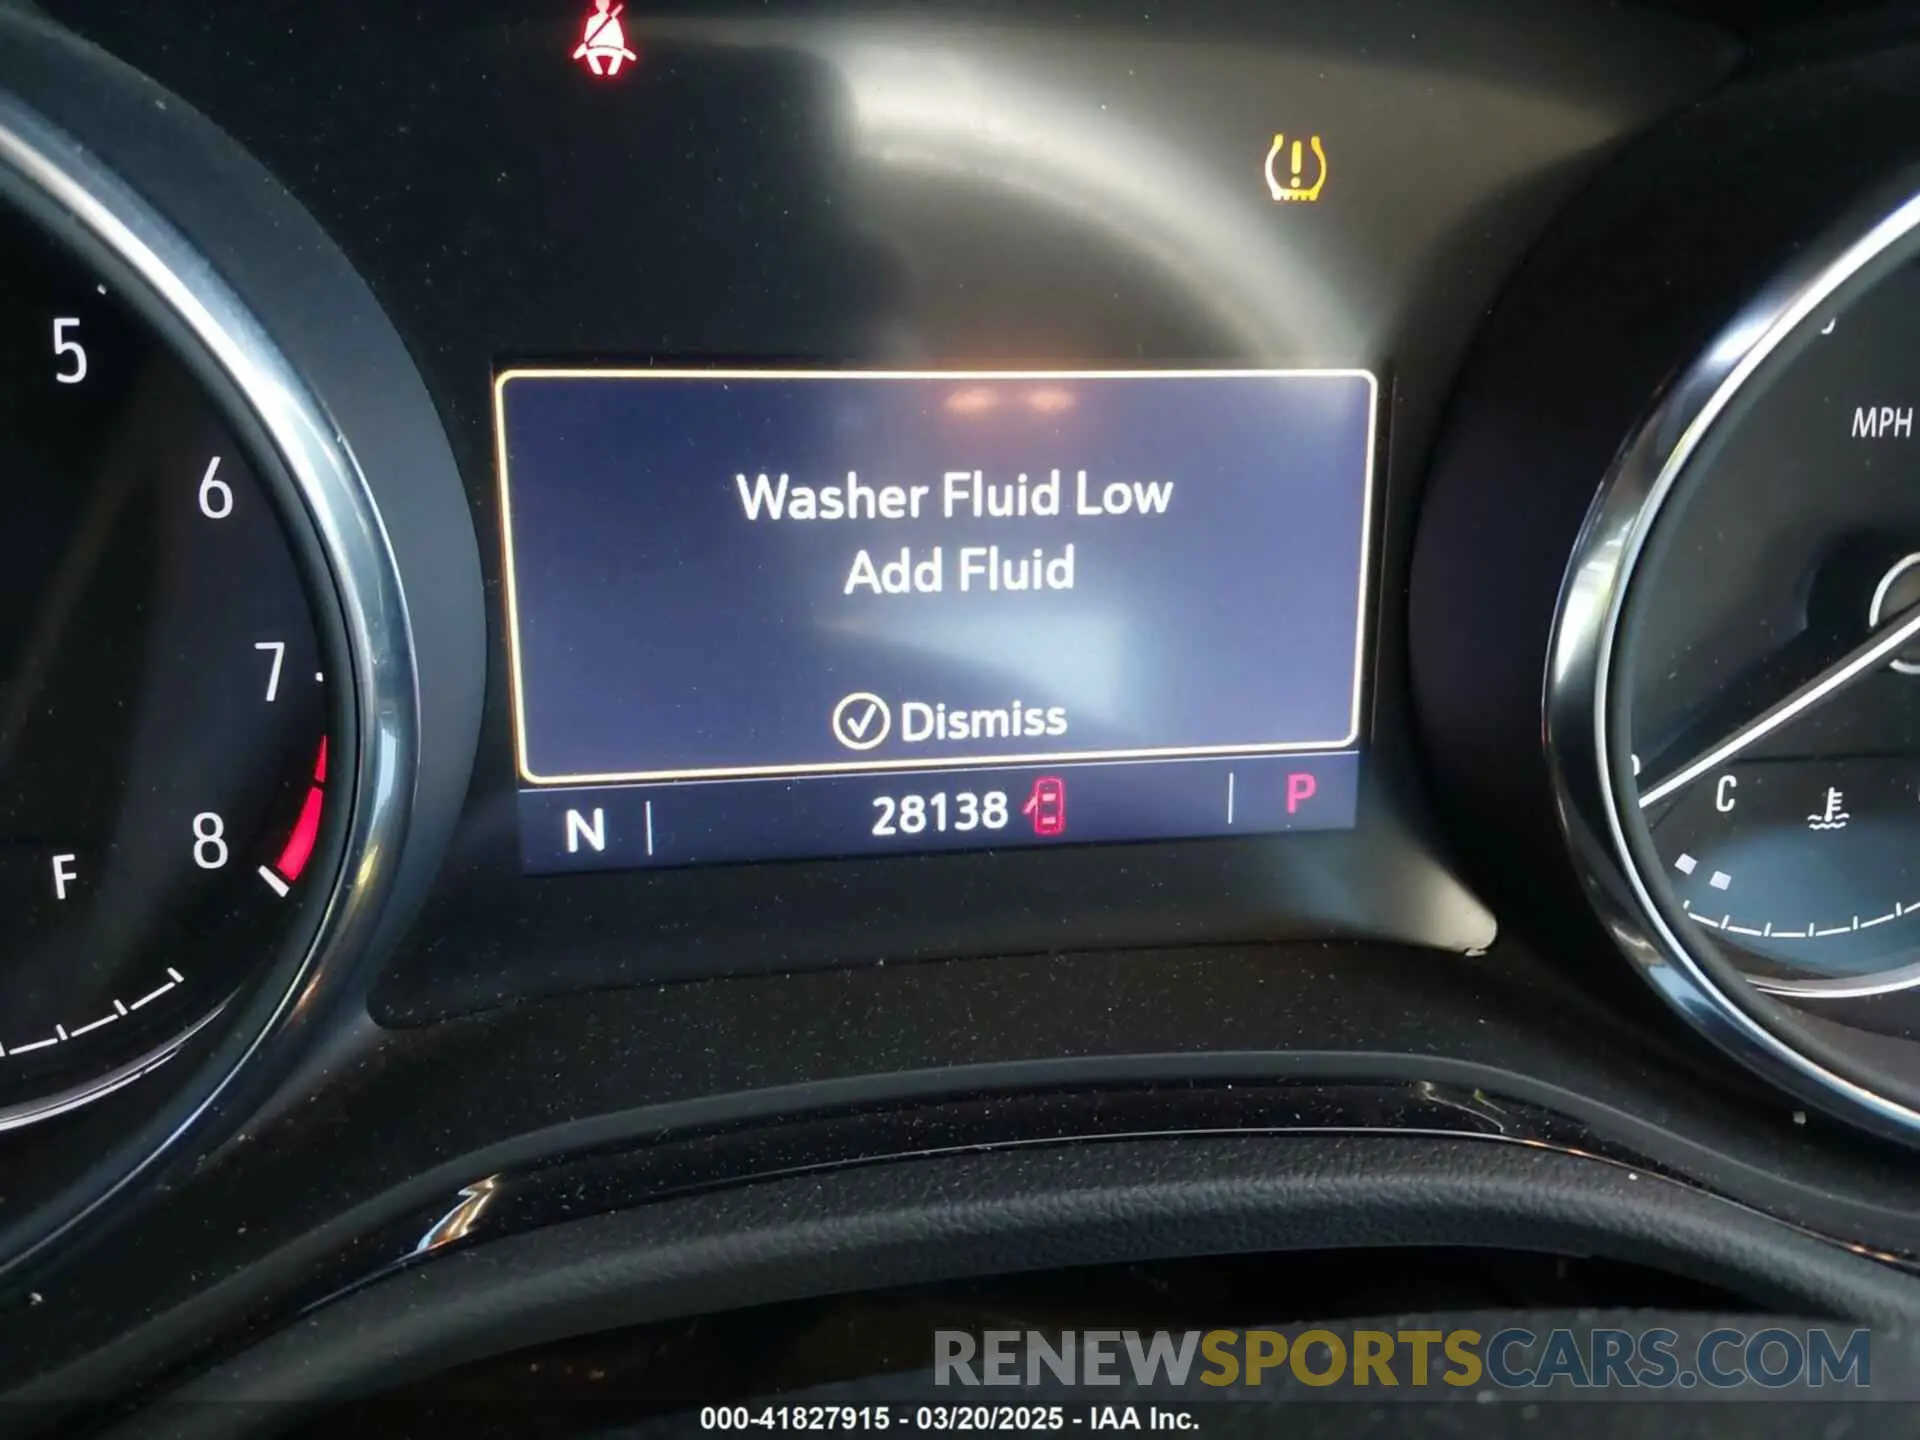 5
6
7
8
F
MPH
Washer Fluid Low
Add Fluid
Dismiss
N
28138
P
C
RENEWSPORTSCARS.COM
000-41827915 - 03/20/2025 - IAA Inc.